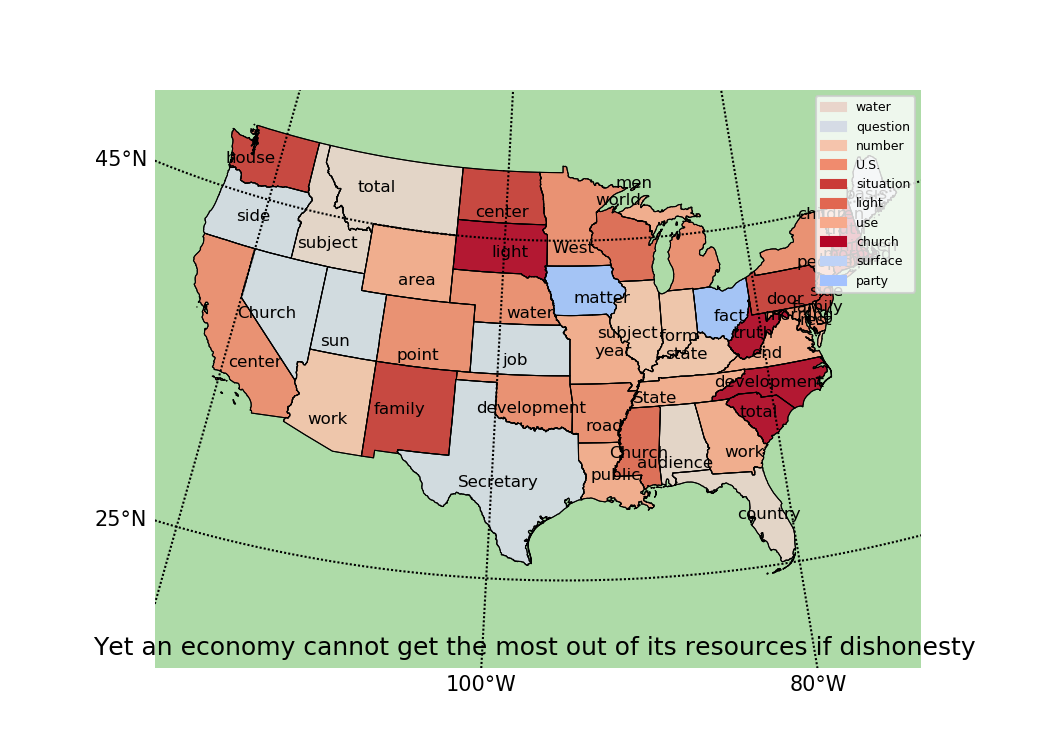 water
question
number
U.S.
situation
light
use
church
surface
party
45°N
25°N
100°W
80°W
house
total
side
subject
center
men
world
West
light
area
Church
water
matter
sun
point
job
subject
year
form
state
fact
door
family
truth
end
center
work
family
development
State
development
total
road
Church
audience
work
public
Secretary
country
Yet an economy cannot get the most out of its resources if dishonesty